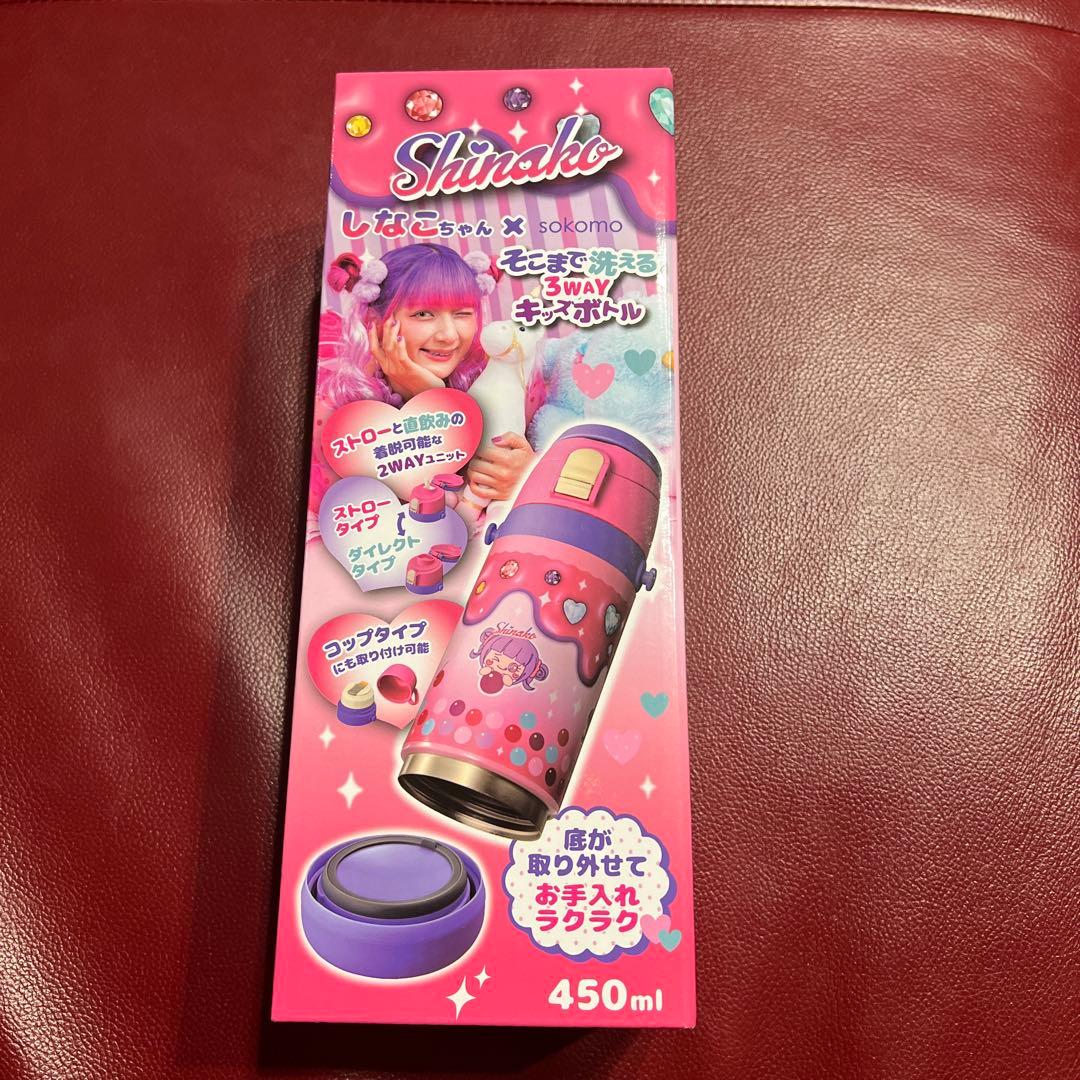 Shinako
しなこちゃん × sokomo
そこまで洗える
3WAY
キッズボトル
ストローと直飲みの
着脱可能な
2WAYユニット
ストロー
タイプ
ダイレクト
タイプ
コップタイプ
にも取り付け可能
Shinako
底が
取り外せて
お手入れ
ラクラク
450ml